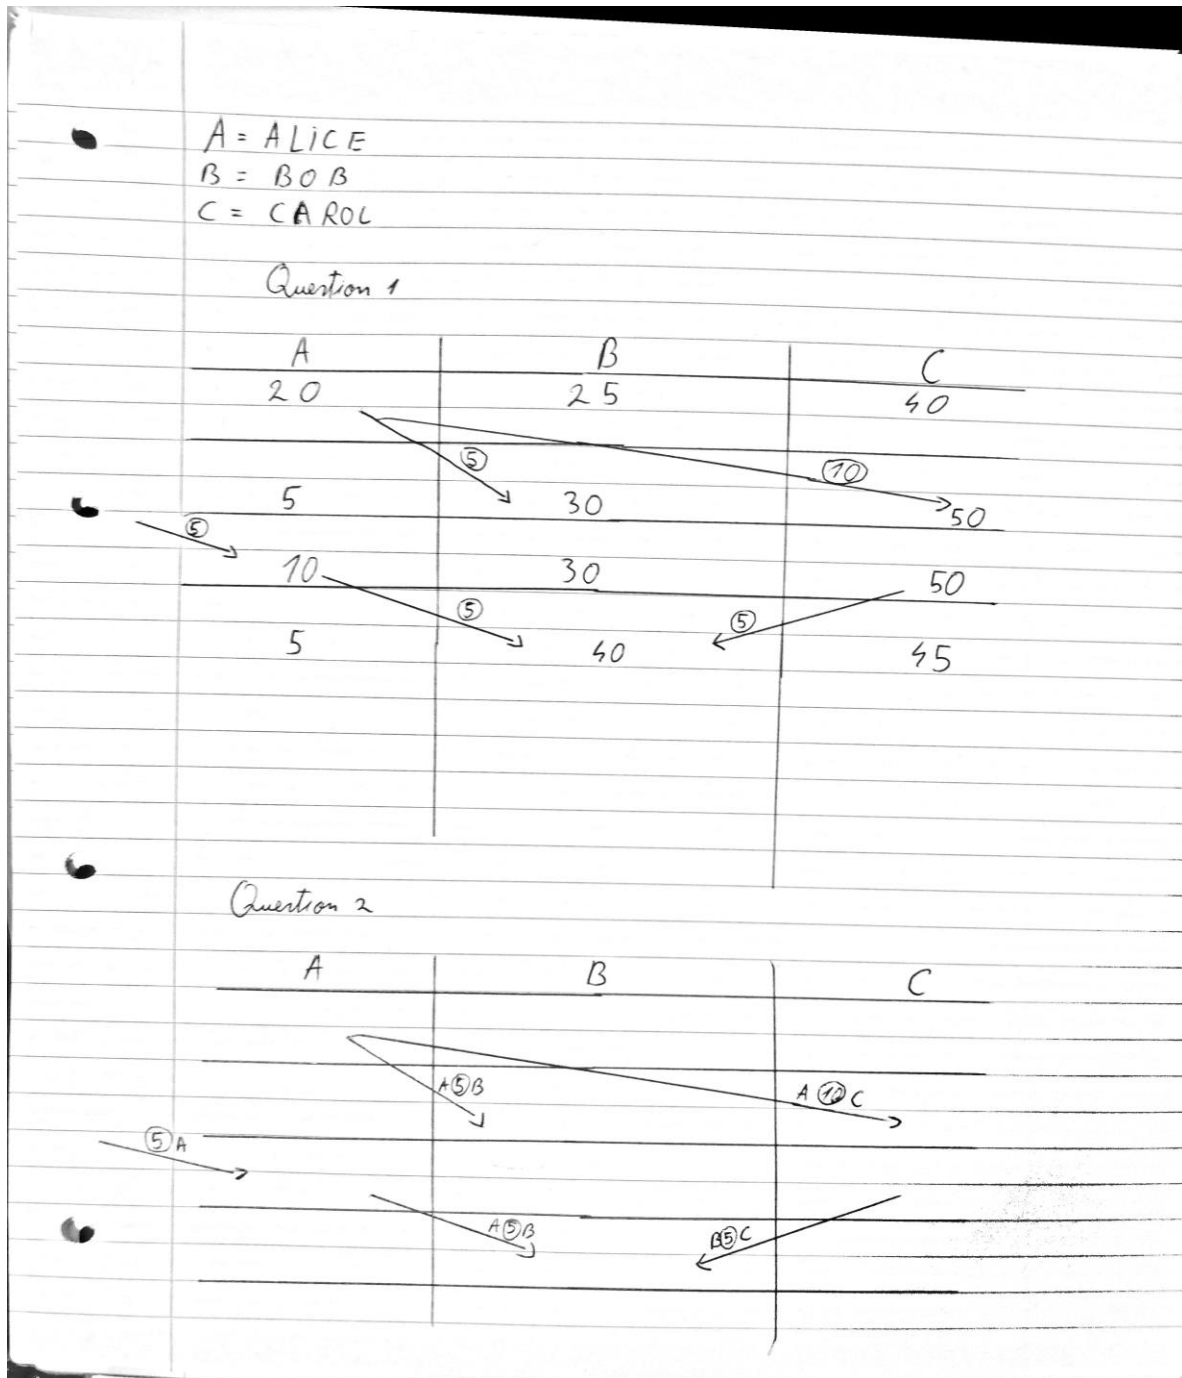 A = ALICE
B = BOB
C = CAROL
Question 1
A B C
20 25 40
5 10
5 30 50
5
10 30 50
5 5
5 40 45
Question 2
A B C
A 5 B A 10 C
5 A
A 5 B B 5 C